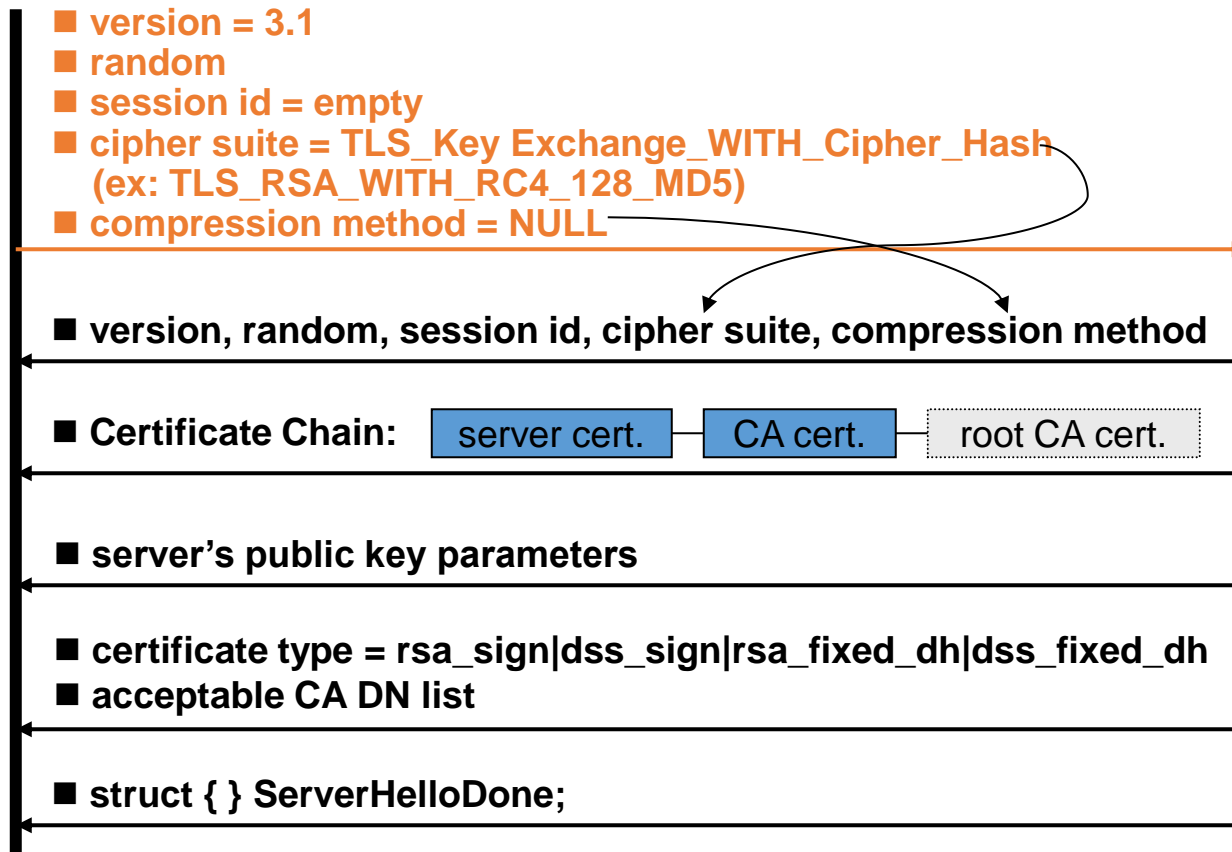 ■ version = 3.1
■ random
■ session id = empty
■ cipher suite = TLS_Key Exchange_WITH_Cipher_Hash
(ex: TLS_RSA_WITH_RC4_128_MD5)
■ compression method = NULL
■ version, random, session id, cipher suite, compression method
■ Certificate Chain: server cert. CA cert. root CA cert.
■ server’s public key parameters
■ certificate type = rsa_sign|dss_sign|rsa_fixed_dh|dss_fixed_dh
■ acceptable CA DN list
■ struct { } ServerHelloDone;